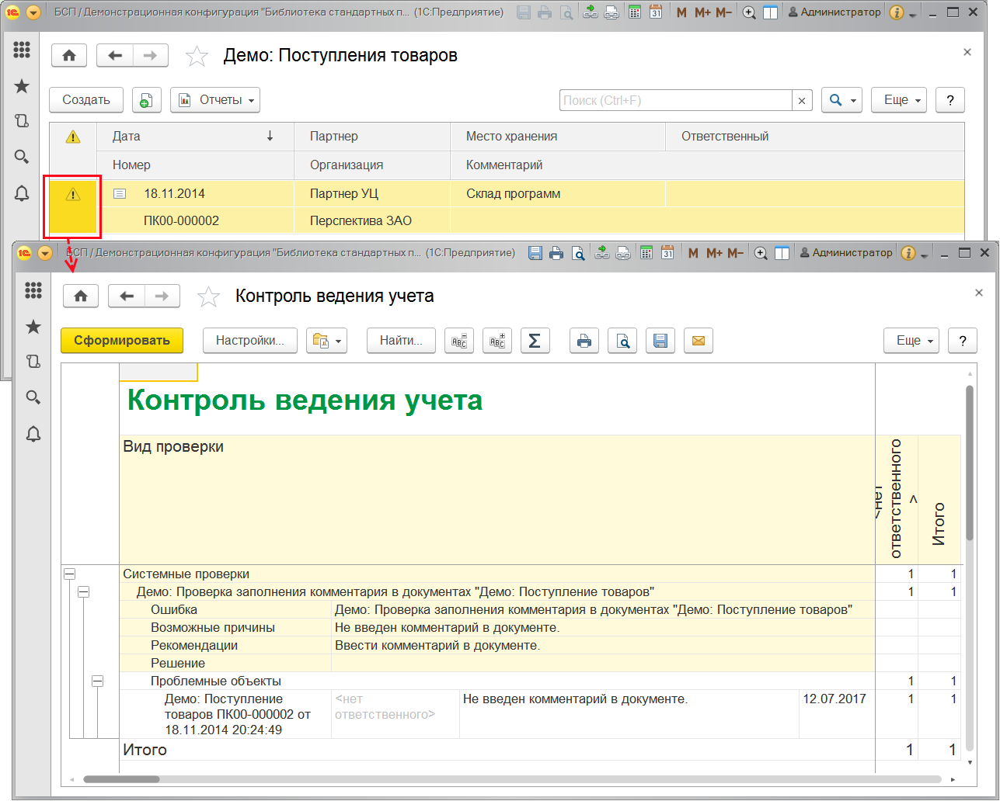 1С БСП / Демонстрационная конфигурация "Библиотека стандартных п... (1С:Предприятие) 31 M M+ M- Администратор i
Демо: Поступления товаров
Создать Отчеты Поиск (Ctrl+F) × Еще ?
Дата Партнер Место хранения Ответственный
Номер Организация Комментарий
18.11.2014 Партнер УЦ Склад программ
ПК00-000002 Перспектива ЗАО
1С БСП / Демонстрационная конфигурация "Библиотека стандартных п... (1С:Предприятие) 31 M M+ M- Администратор i
Контроль ведения учета
Сформировать Настройки... Найти... ABC ABC Σ Еще ?
Контроль ведения учета
Вид проверки
<нет
ответственного
>
Итого
Системные проверки 1 1
Демо: Проверка заполнения комментария в документах "Демо: Поступление товаров" 1 1
Ошибка Демо: Проверка заполнения комментария в документах "Демо: Поступление товаров"
Возможные причины Не введен комментарий в документе.
Рекомендации Ввести комментарий в документе.
Решение
Проблемные объекты 1 1
Демо: Поступление <нет Не введен комментарий в документе. 12.07.2017 1 1
товаров ПК00-000002 от ответственного>
18.11.2014 20:24:49
Итого 1 1